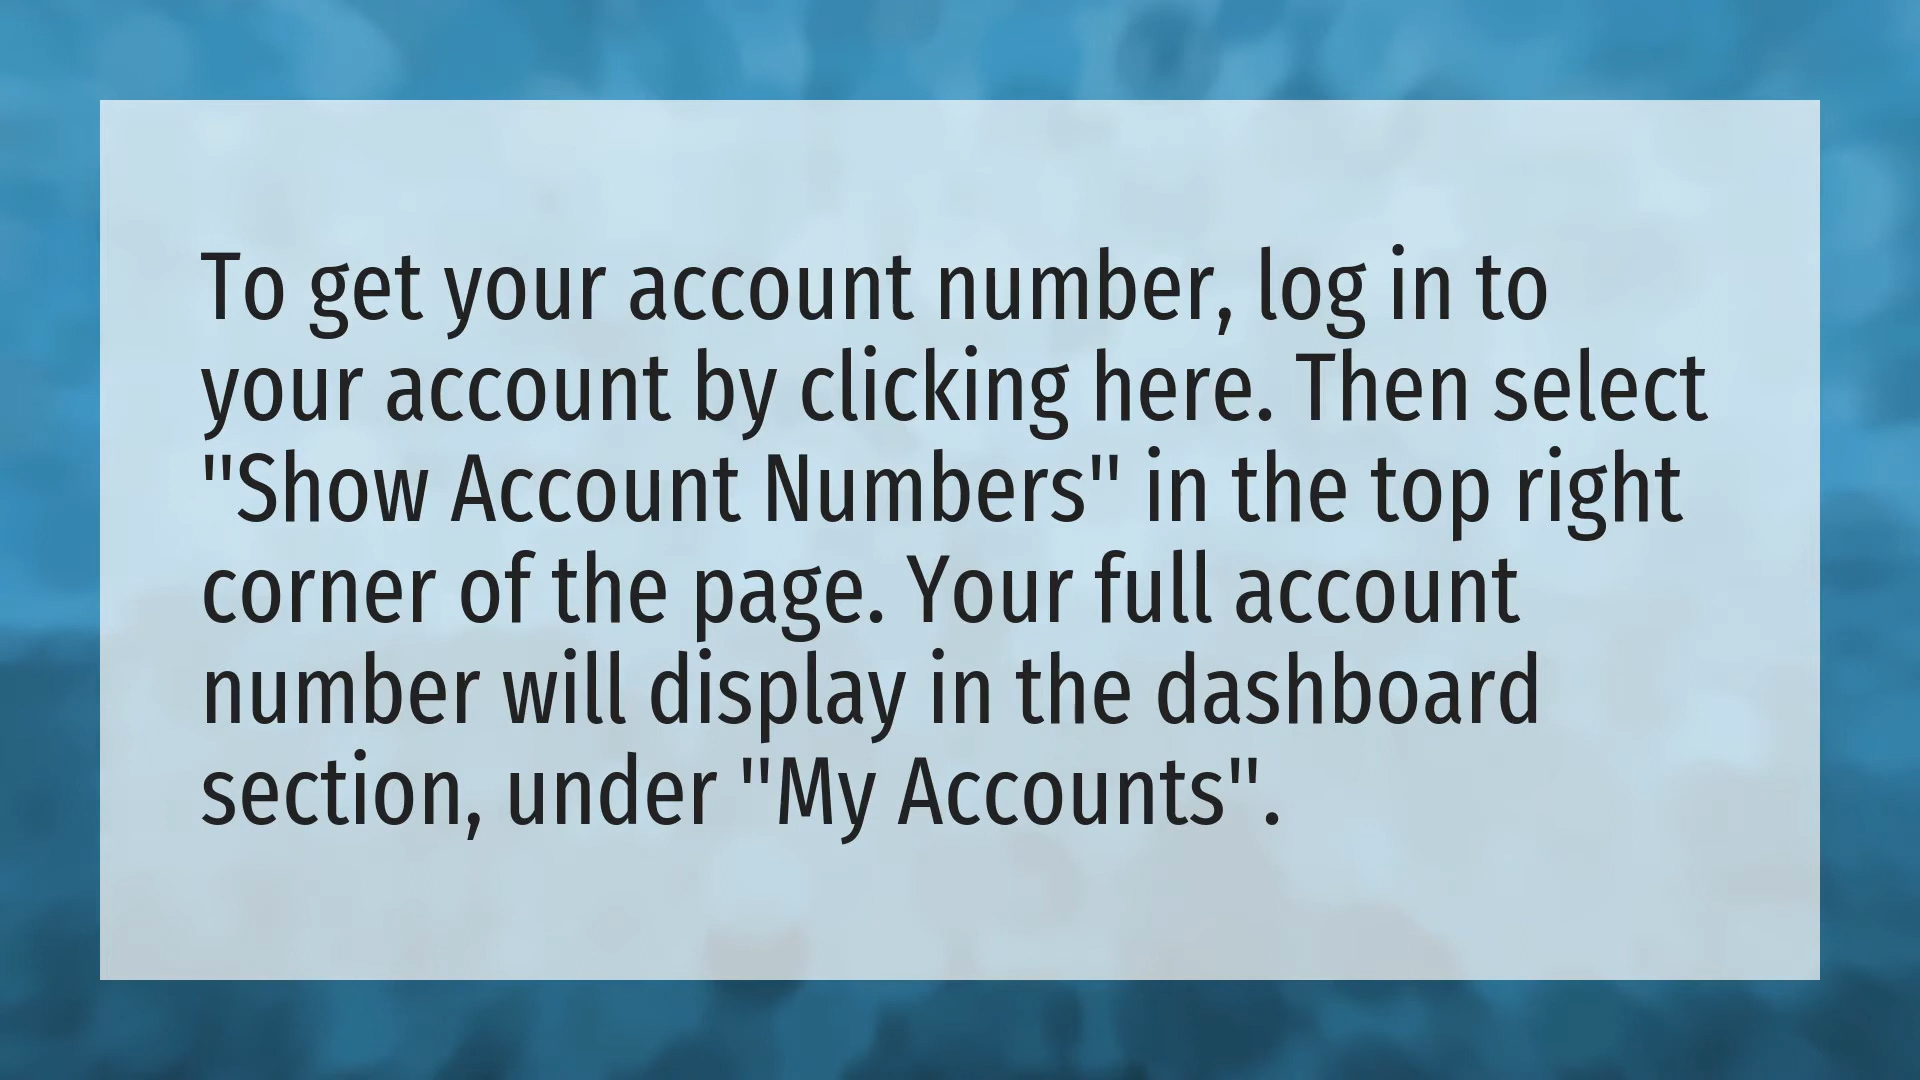 To get your account number, log in to
your account by clicking here. Then select
"Show Account Numbers" in the top right
corner of the page. Your full account
number will display in the dashboard
section, under "My Accounts".